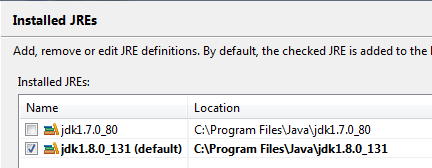 Installed JREs
Add, remove or edit JRE definitions. By default, the checked JRE is added to the
Installed JREs:
Name Location
jdk1.7.0_80 C:\Program Files\Java\jdk1.7.0_80
jdk1.8.0_131 (default) C:\Program Files\Java\jdk1.8.0_131